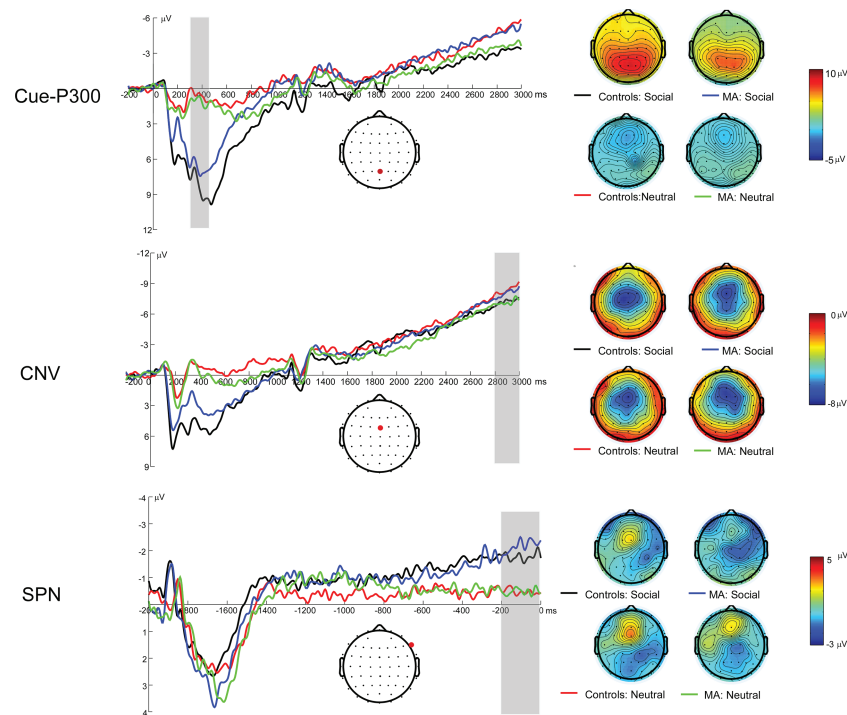 Cue-P300
-6
µV
-3
3
6
9
12
-200
0
200 400 600 800 1000 1200 1400 1600 1800 2000 2200 2400 2600 2800 3000 ms
Controls: Social
MA: Social
Controls:Neutral
MA: Neutral
10 µV
-5 µV
CNV
-12
µV
-9
-6
-3
3
6
9
-200 0 200 400 600 800 1000 1200 1400 1600 1800 2000 2200 2400 2600 2800 3000 ms
Controls: Social
MA: Social
Controls: Neutral
MA: Neutral
0 µV
-8 µV
SPN
-4
µV
-3
-2
-1
1
2
3
4
-1600 -1400 -1200 -1000 -800 -600 -400 -200 0 ms
Controls: Social
MA: Social
Controls: Neutral
MA: Neutral
5
µV
-3 µV